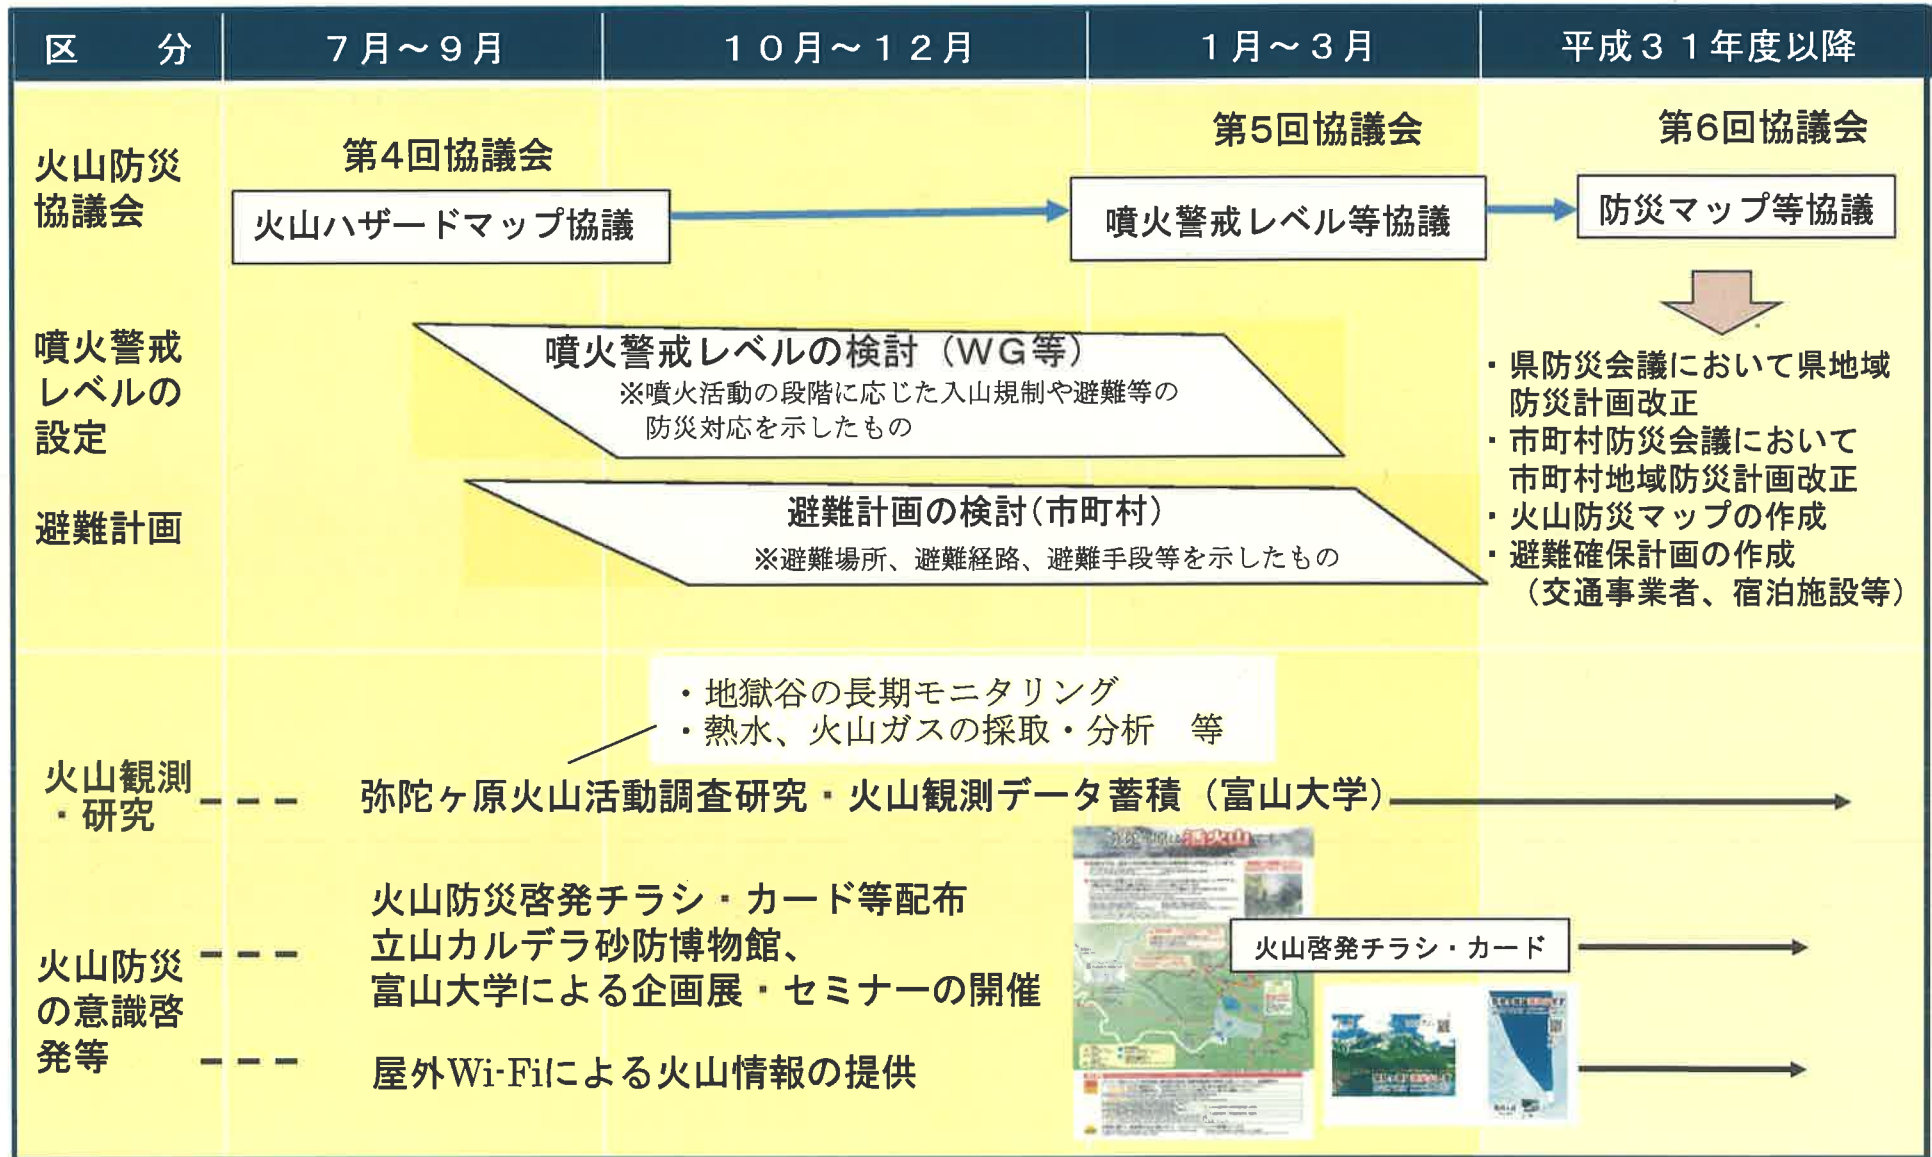 区　分
７月～９月
１０月～１２月
１月～３月
平成３１年度以降
火山防災
協議会
第4回協議会
火山ハザードマップ協議
第5回協議会
噴火警戒レベル等協議
第6回協議会
防災マップ等協議
噴火警戒
レベルの
設定
噴火警戒レベルの検討（ＷＧ等）
※噴火活動の段階に応じた入山規制や避難等の
防災対応を示したもの
避難計画
避難計画の検討(市町村)
※避難場所、避難経路、避難手段等を示したもの
・県防災会議において県地域
防災計画改正
・市町村防災会議において
市町村地域防災計画改正
・火山防災マップの作成
・避難確保計画の作成
（交通事業者、宿泊施設等）
・地獄谷の長期モニタリング
・熱水、火山ガスの採取・分析　等
火山観測
・研究
弥陀ヶ原火山活動調査研究・火山観測データ蓄積（富山大学）
火山防災
の意識啓
発等
火山防災啓発チラシ・カード等配布
立山カルデラ砂防博物館、
富山大学による企画展・セミナーの開催
屋外Wi-Fiによる火山情報の提供
活火山
火山啓発チラシ・カード